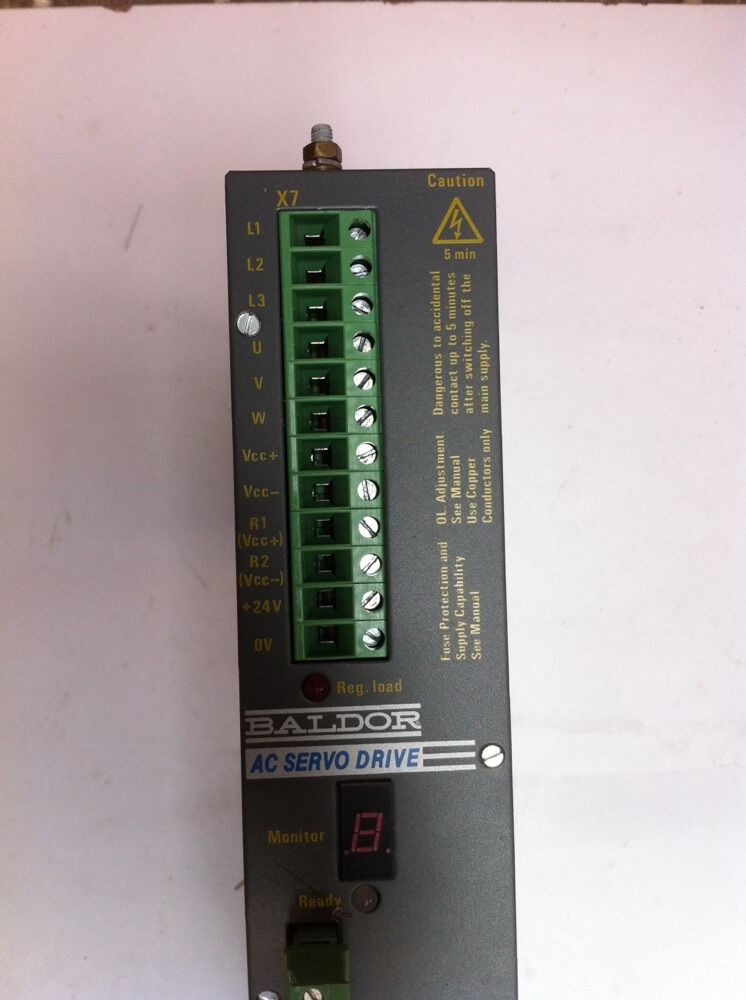 Caution
X7
L1
5 min
L2
L3
U
V
W
Vcc+
Vcc-
R1
(Vcc+)
R2
(Vcc-)
+24V
0V
Dangerous to accidental
contact up to 5 minutes
after switching off the
main supply.
OL. Adjustment.
See Manual
Use Copper
Conductors only
Fuse Protection and
Supply Capability
See Manual
Reg. load
BALDOR
AC SERVO DRIVE
Monitor
.8.
Ready